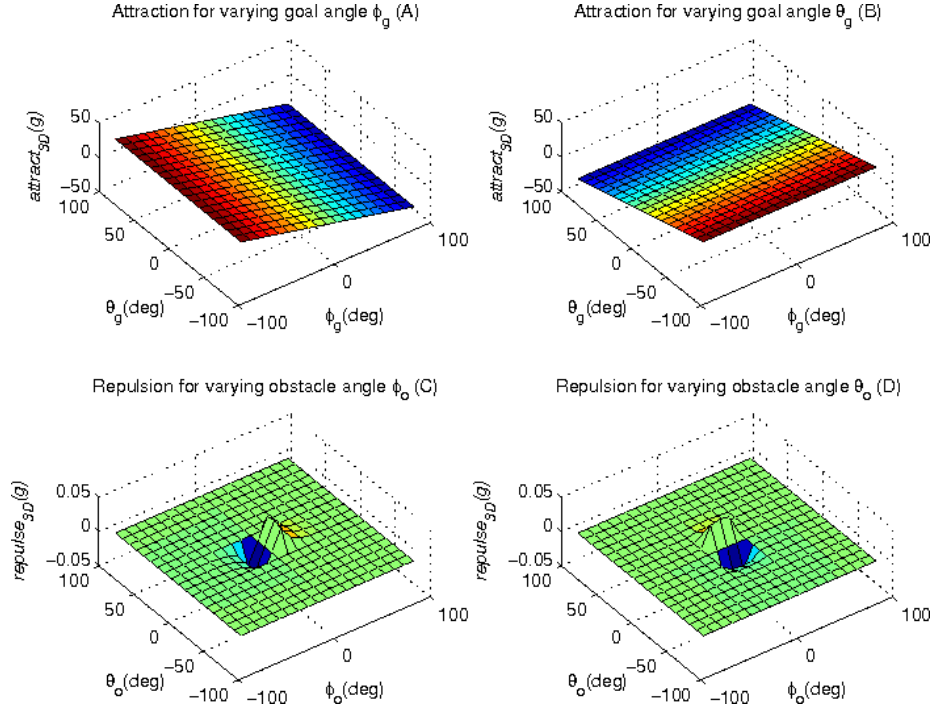 Attraction for varying goal angle ϕg (A)
50
0
−50
attract3D(g)
100
50
0
−50
−100
θg(deg)
−100
0
100
ϕg(deg)
Attraction for varying goal angle θg (B)
50
0
−50
attract3D(g)
100
50
0
−50
−100
θg(deg)
−100
0
100
ϕg(deg)
Repulsion for varying obstacle angle ϕo (C)
0.05
0
−0.05
repulse3D(g)
100
50
0
−50
−100
θo(deg)
−100
0
100
ϕo(deg)
Repulsion for varying obstacle angle θo (D)
0.05
0
−0.05
repulse3D(g)
100
50
0
−50
−100
θo(deg)
−100
0
100
ϕo(deg)